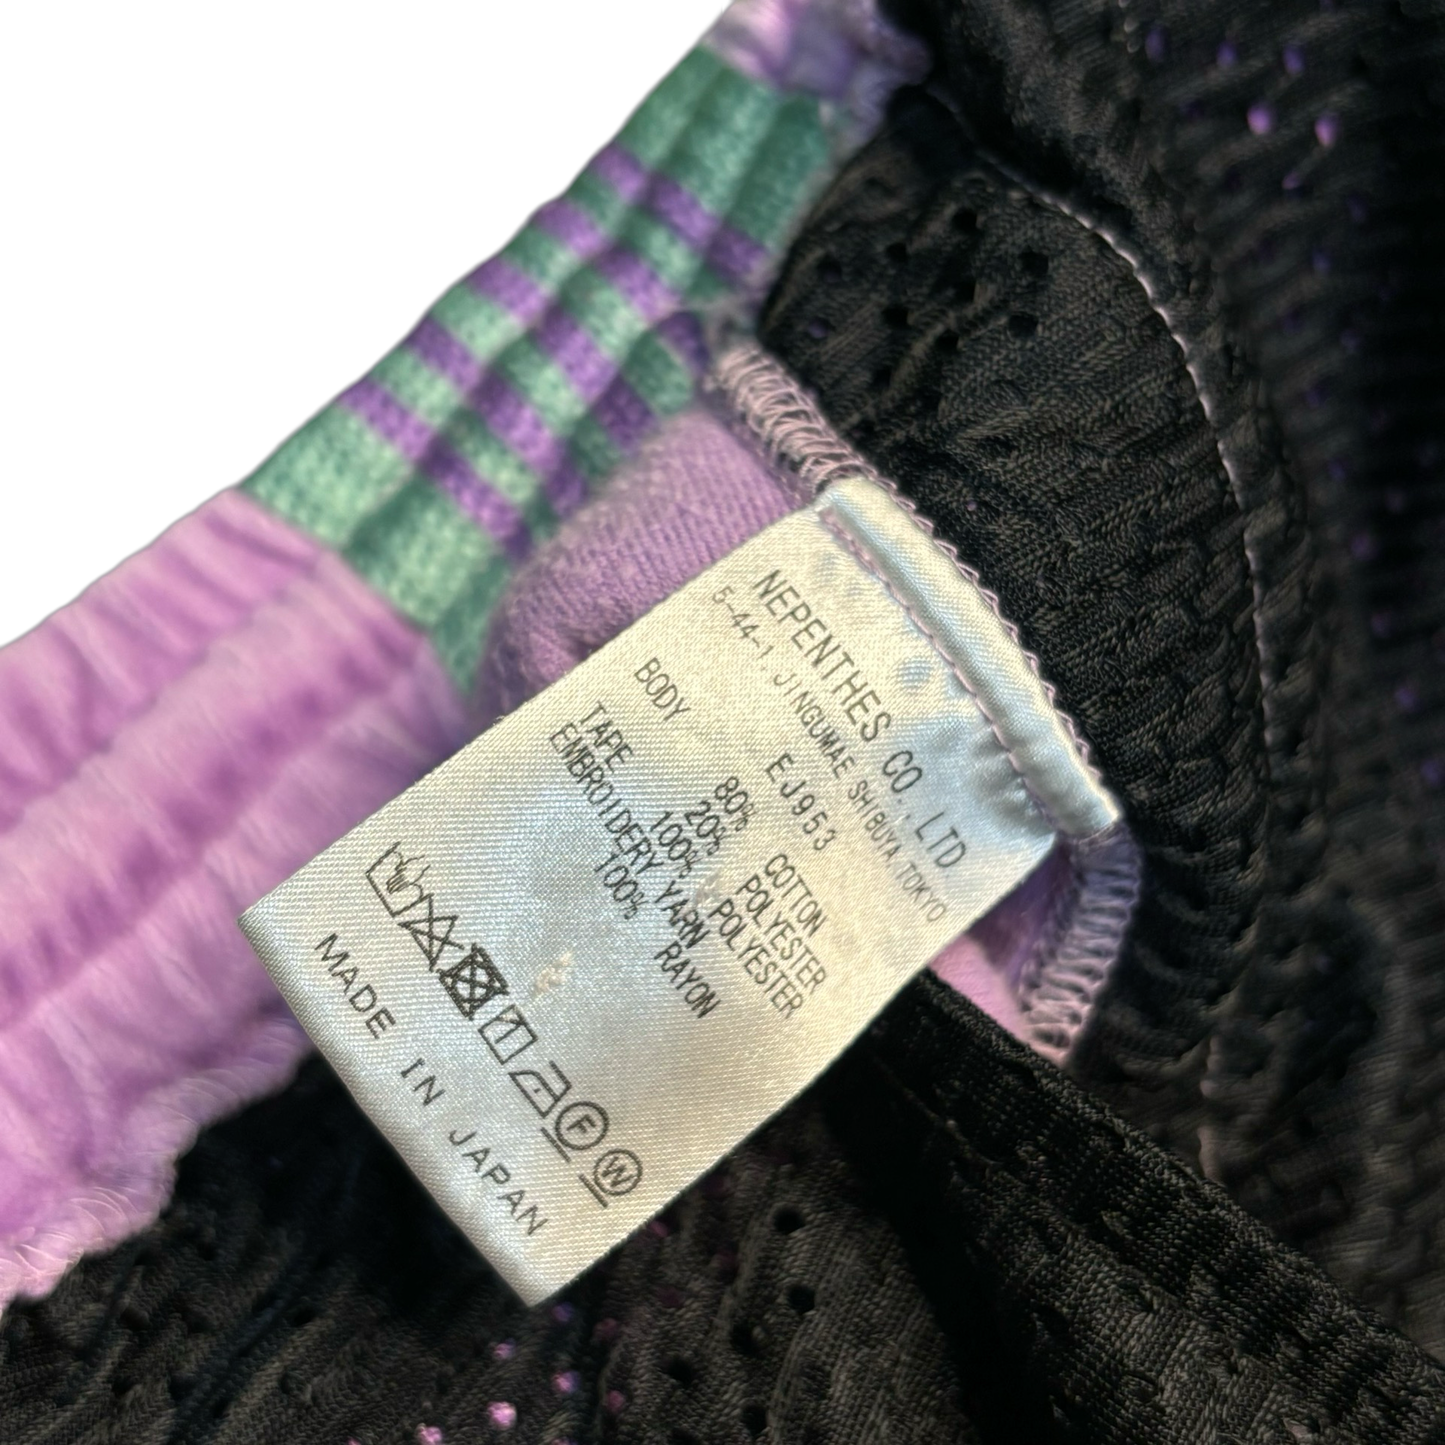 NEPENTHES CO., LTD
5-44-1, JINGUMAE SHIBUYA, TOKYO
EJ953
BODY 80% COTTON
20% POLYESTER
TAPE 100% POLYESTER
EMBROIDERY YARN
100% RAYON
F W
MADE IN JAPAN